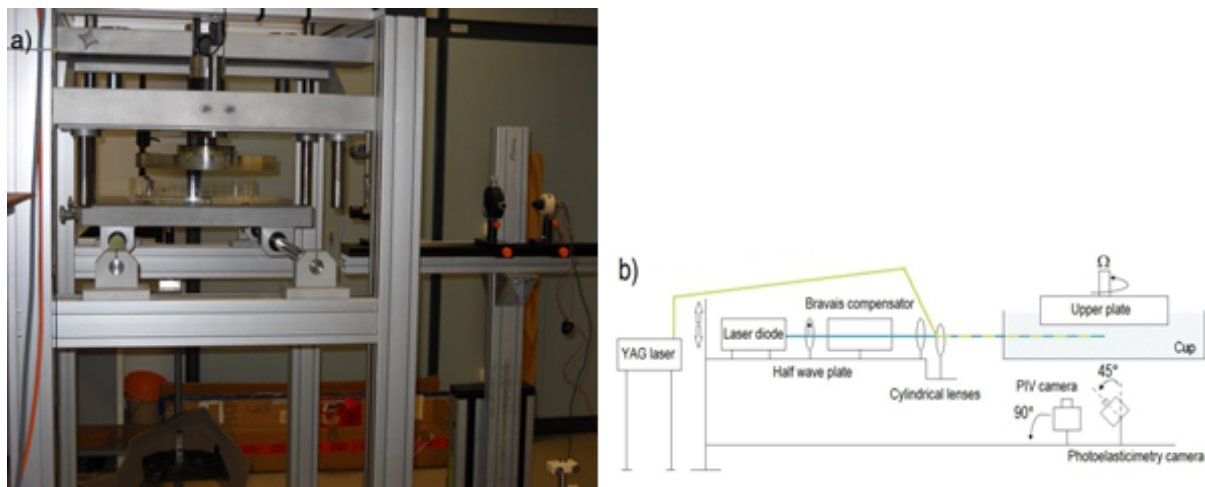 a)
b)
Ω
Bravais compensator
Upper plate
Laser diode
YAG laser
Cup
Half wave plate
45°
PIV camera
Cylindrical lenses
90°
Photoelasticimetry camera